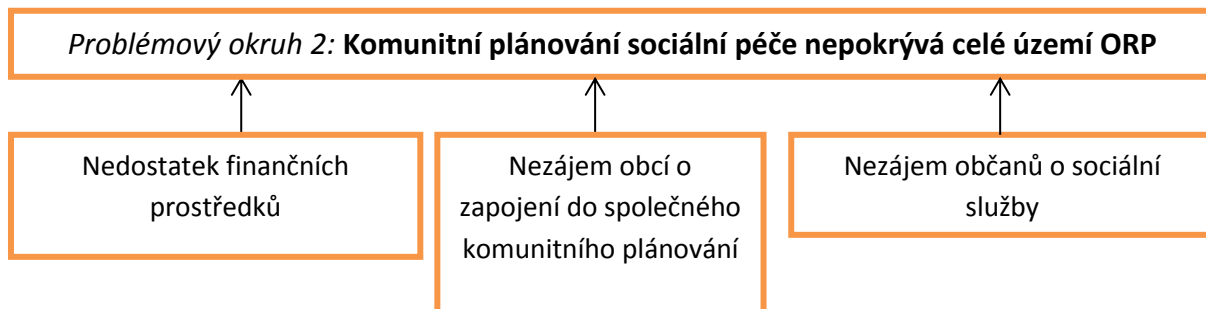 Problémový okruh 2: Komunitní plánování sociální péče nepokrývá celé území ORP
Nedostatek finančních
prostředků
Nezájem obcí o
zapojení do společného
komunitního plánování
Nezájem občanů o sociální
služby